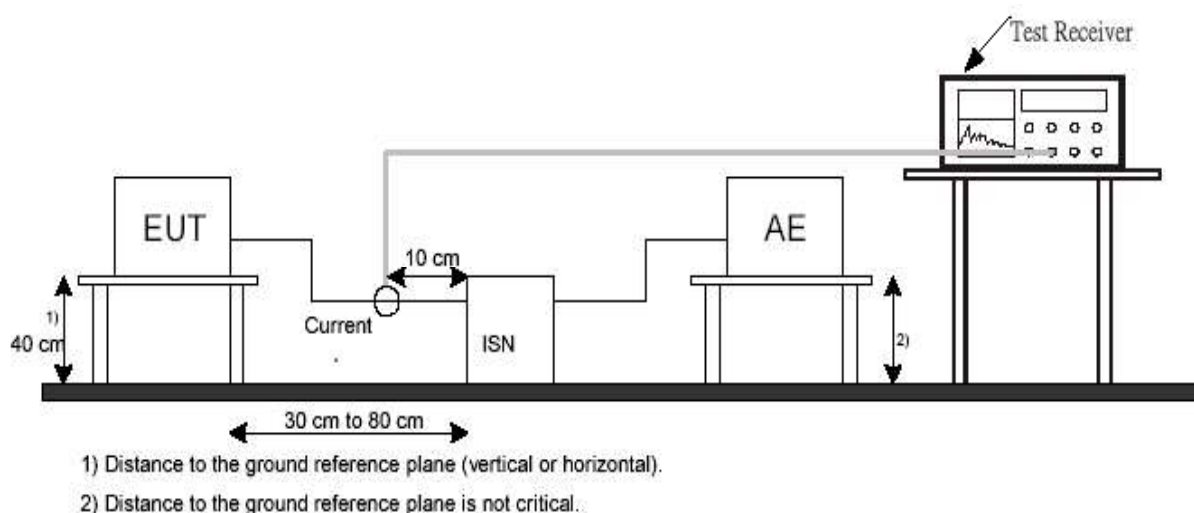 Test Receiver
EUT
AE
10 cm
Current
ISN
1)
40 cm
2)
30 cm to 80 cm
1) Distance to the ground reference plane (vertical or horizontal).
2) Distance to the ground reference plane is not critical.